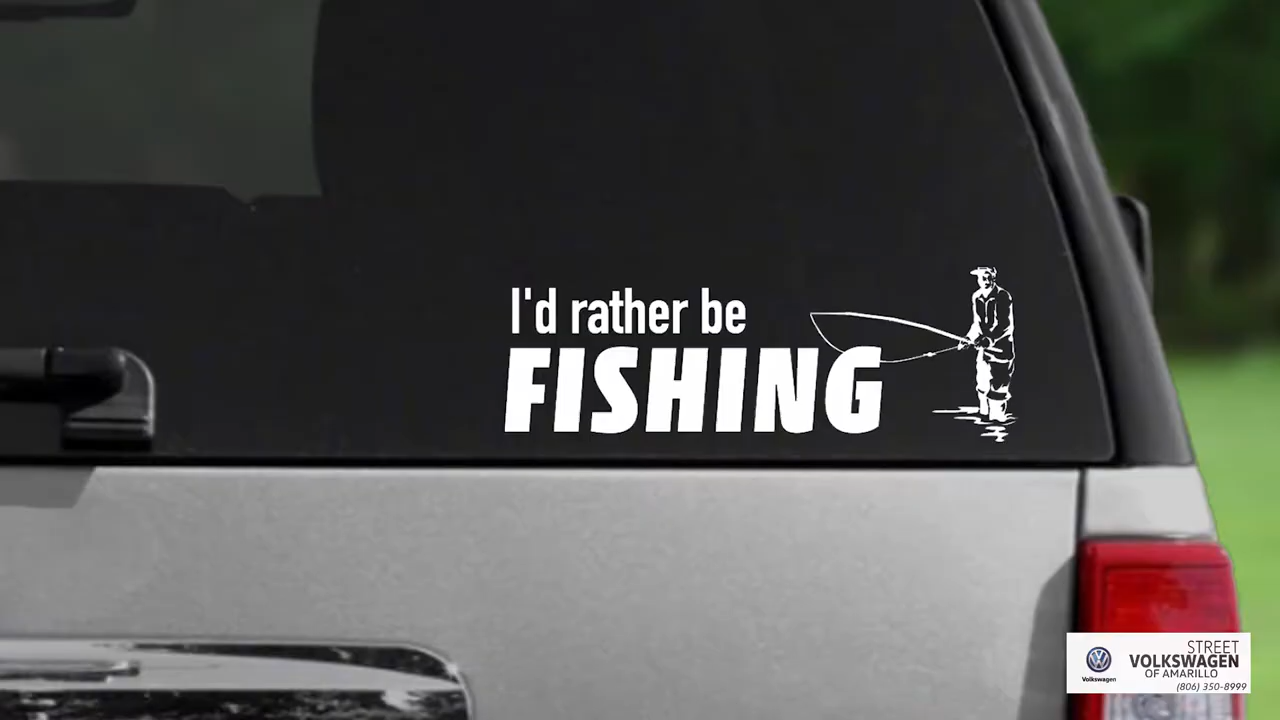 I'd rather be
FISHING
Volkswagen
STREET
VOLKSWAGEN
OF AMARILLO
(806) 350-8999